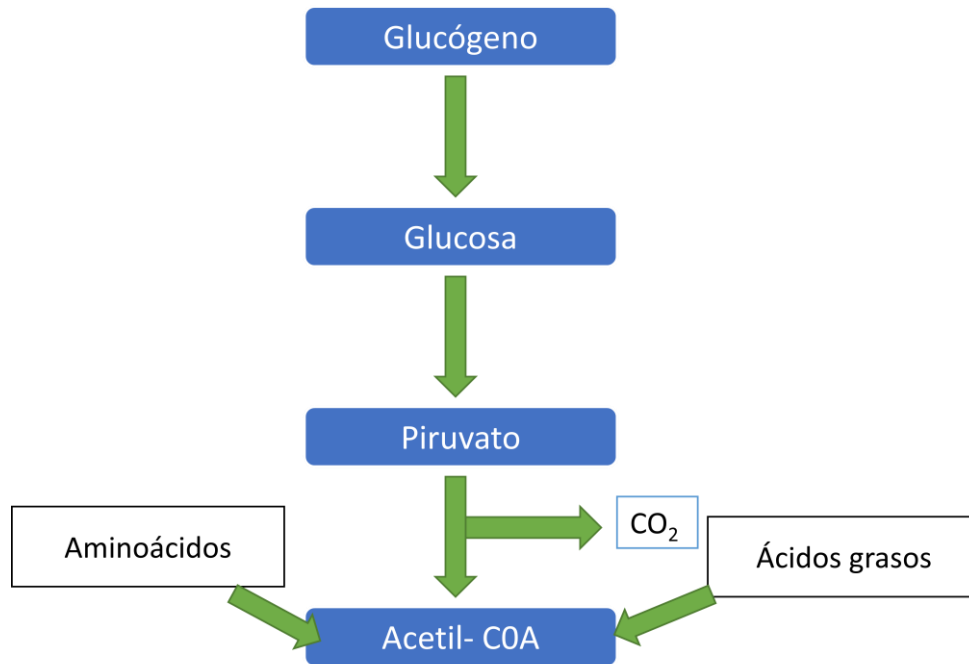 Glucógeno
Glucosa
Piruvato
CO₂
Aminoácidos
Ácidos grasos
Acetil- C0A